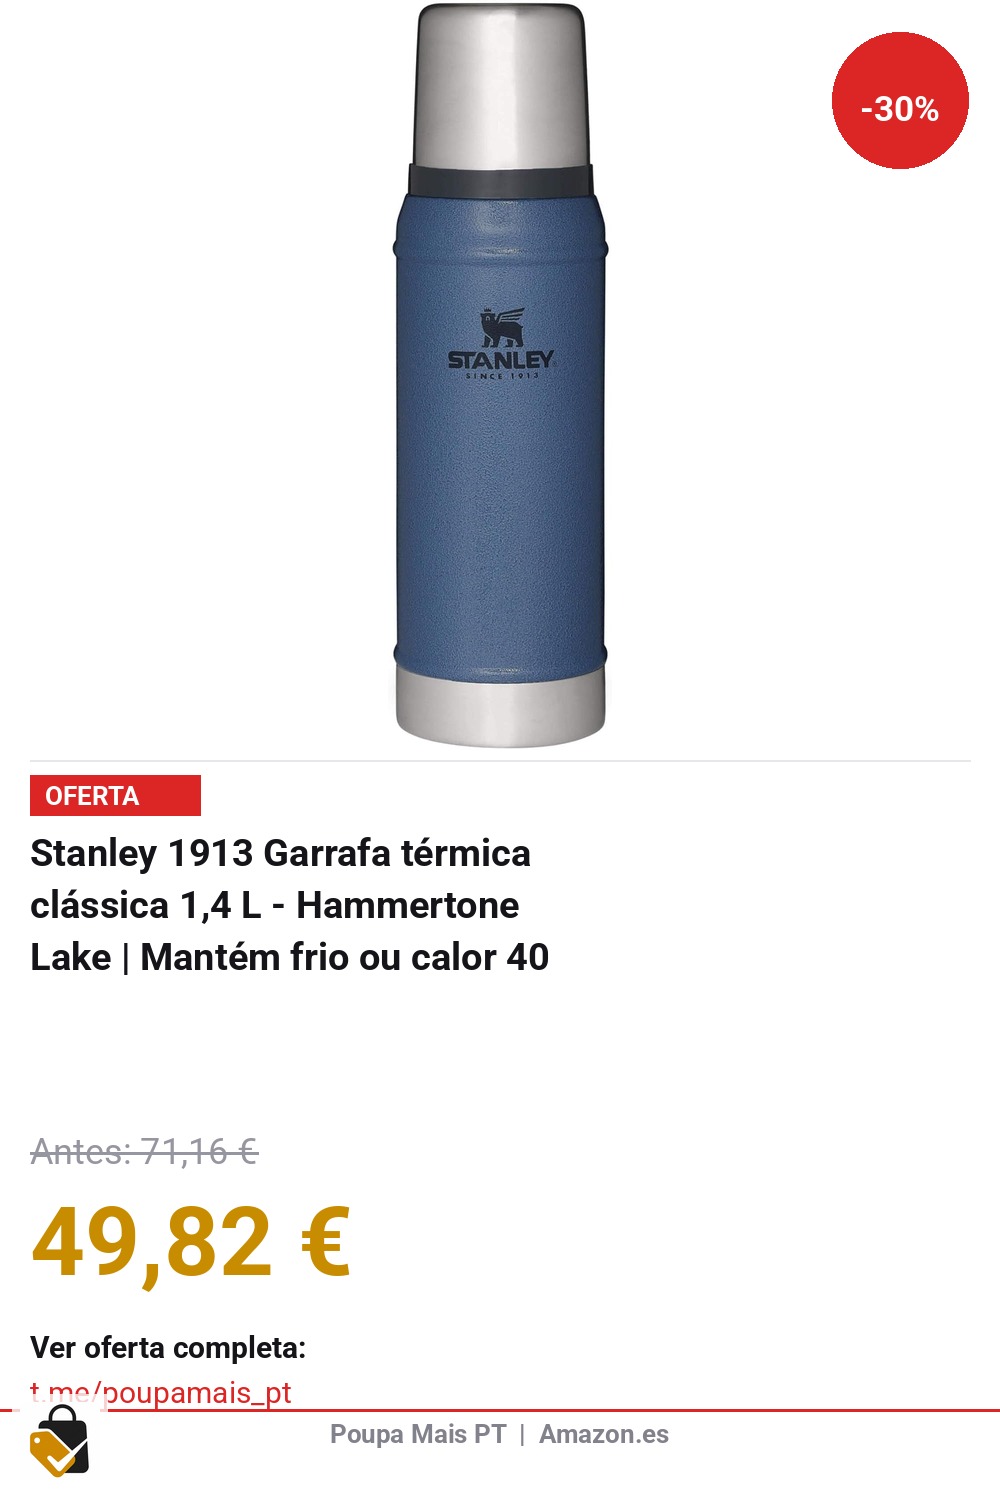 -30%
STANLEY
SINCE 1913
OFERTA
Stanley 1913 Garrafa térmica
clássica 1,4 L - Hammertone
Lake | Mantém frio ou calor 40
Antes: 71,16 €
49,82 €
Ver oferta completa:
t.me/poupamais_pt
Poupa Mais PT | Amazon.es